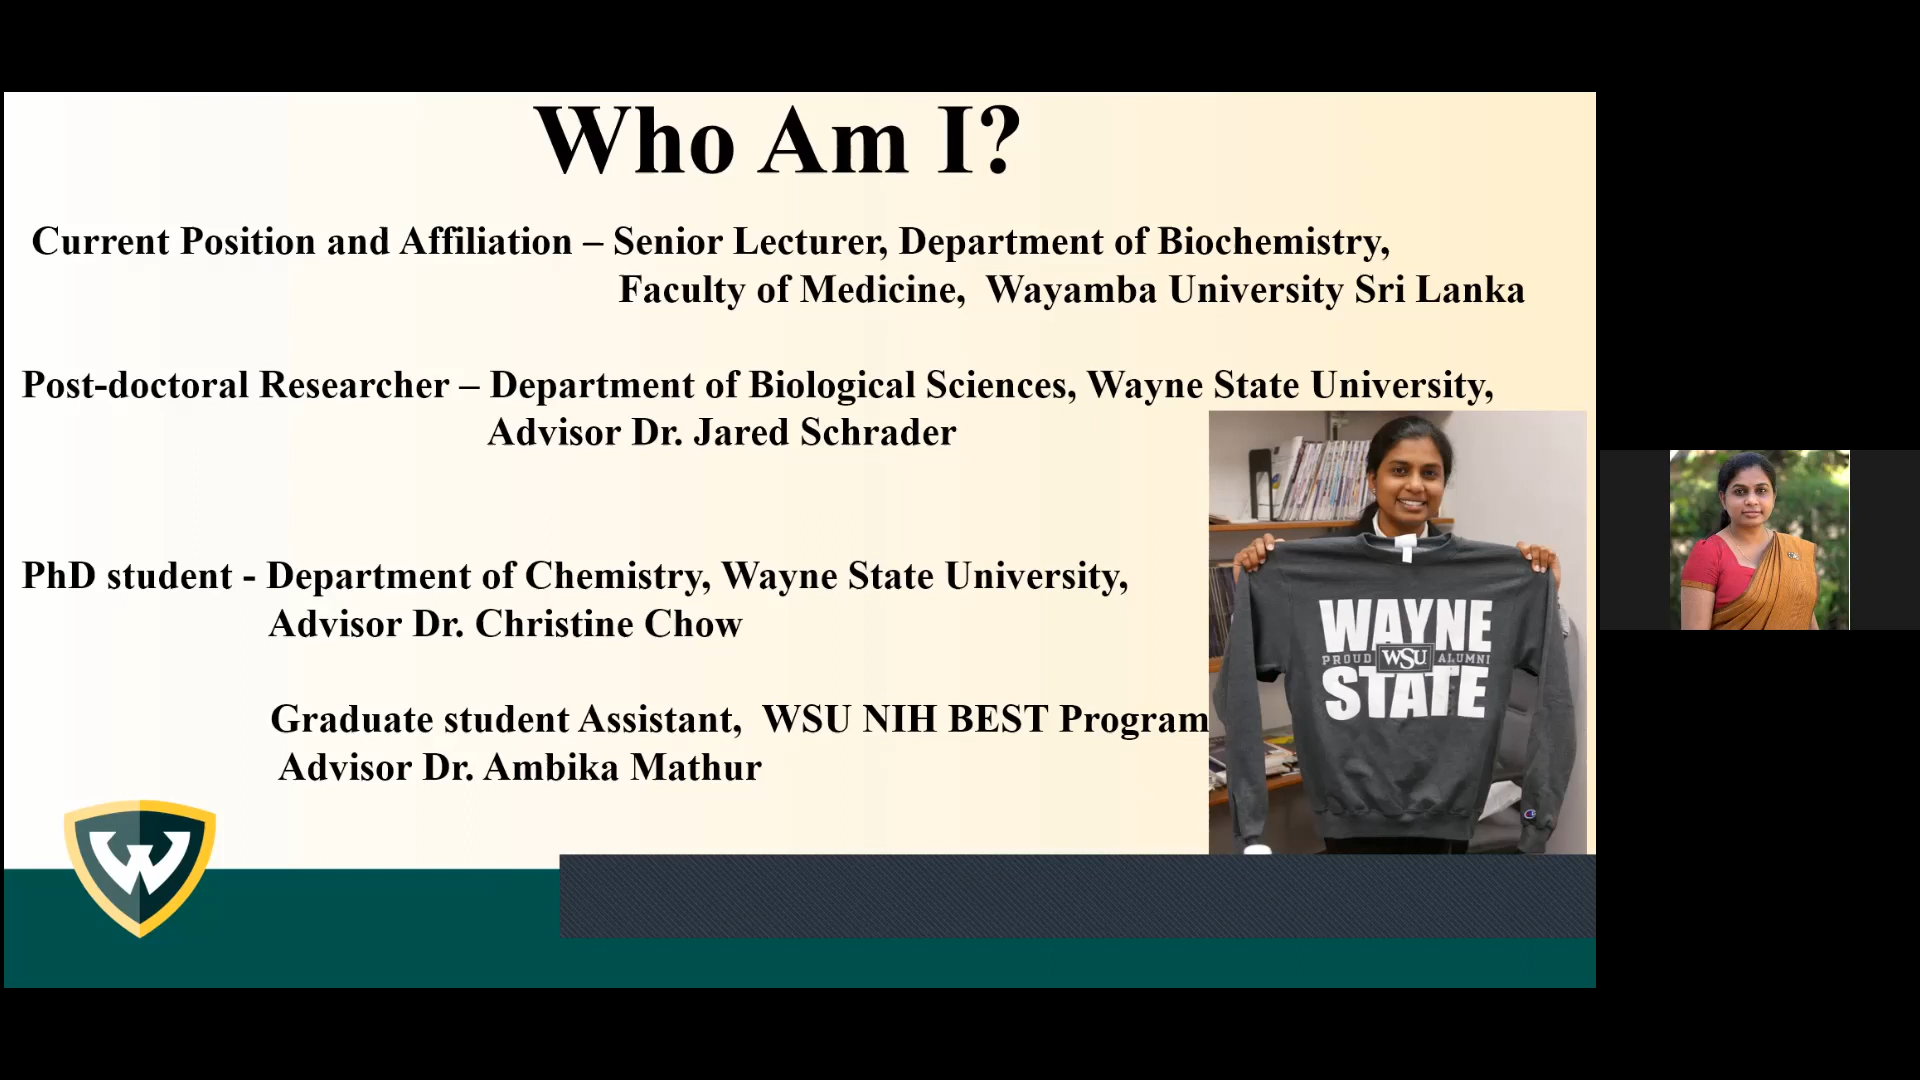 Who Am I?
Current Position and Affiliation – Senior Lecturer, Department of Biochemistry,
Faculty of Medicine, Wayamba University Sri Lanka
Post-doctoral Researcher – Department of Biological Sciences, Wayne State University,
Advisor Dr. Jared Schrader
PhD student - Department of Chemistry, Wayne State University,
Advisor Dr. Christine Chow
Graduate student Assistant, WSU NIH BEST Program
Advisor Dr. Ambika Mathur
WAYNE
PROUD WSU ALUMNI
STATE
W